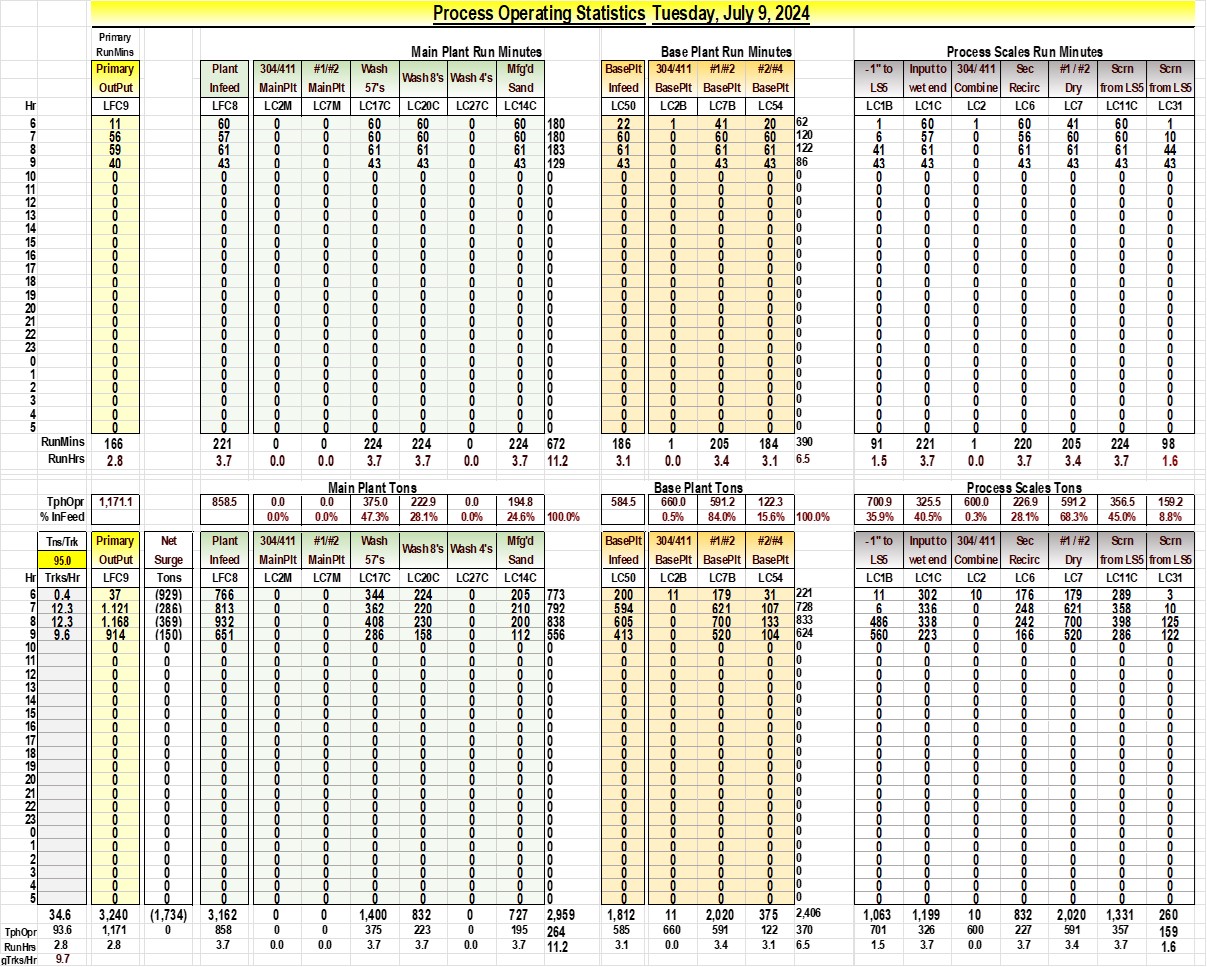 Process Operating Statistics Tuesday, July 9, 2024
Primary
RunMins Main Plant Run Minutes Base Plant Run Minutes Process Scales Run Minutes
Primary Plant 304/411 #1/#2 Wash Wash 8's Wash 4's Mfg'd BasePlt 304/411 #1/#2 #2/#4 -1" to Input to 304/ 411 Sec #1 / #2 Scrn Scrn
OutPut Infeed MainPlt MainPlt 57's Sand Infeed BasePlt BasePlt BasePlt LS5 wet end Combine Recirc Dry from LS5 from LS5
Hr LFC9 LFC8 LC2M LC7M LC17C LC20C LC27C LC14C LC50 LC2B LC7B LC54 LC1B LC1C LC2 LC6 LC7 LC11C LC31
6 11 60 0 0 60 60 0 60 180 22 1 41 20 62 1 60 1 60 41 60 1
7 56 57 0 0 60 60 0 60 180 60 0 60 60 120 6 57 0 56 60 60 10
8 59 61 0 0 61 61 0 61 183 61 0 61 61 122 41 61 0 61 61 61 44
9 40 43 0 0 43 43 0 43 129 43 0 43 43 86 43 43 0 43 43 43 43
10 0 0 0 0 0 0 0 0 0 0 0 0 0 0 0 0 0 0 0 0 0
11 0 0 0 0 0 0 0 0 0 0 0 0 0 0 0 0 0 0 0 0 0
12 0 0 0 0 0 0 0 0 0 0 0 0 0 0 0 0 0 0 0 0 0
13 0 0 0 0 0 0 0 0 0 0 0 0 0 0 0 0 0 0 0 0 0
14 0 0 0 0 0 0 0 0 0 0 0 0 0 0 0 0 0 0 0 0 0
15 0 0 0 0 0 0 0 0 0 0 0 0 0 0 0 0 0 0 0 0 0
16 0 0 0 0 0 0 0 0 0 0 0 0 0 0 0 0 0 0 0 0 0
17 0 0 0 0 0 0 0 0 0 0 0 0 0 0 0 0 0 0 0 0 0
18 0 0 0 0 0 0 0 0 0 0 0 0 0 0 0 0 0 0 0 0 0
19 0 0 0 0 0 0 0 0 0 0 0 0 0 0 0 0 0 0 0 0 0
20 0 0 0 0 0 0 0 0 0 0 0 0 0 0 0 0 0 0 0 0 0
21 0 0 0 0 0 0 0 0 0 0 0 0 0 0 0 0 0 0 0 0 0
22 0 0 0 0 0 0 0 0 0 0 0 0 0 0 0 0 0 0 0 0 0
23 0 0 0 0 0 0 0 0 0 0 0 0 0 0 0 0 0 0 0 0 0
0 0 0 0 0 0 0 0 0 0 0 0 0 0 0 0 0 0 0 0 0 0
1 0 0 0 0 0 0 0 0 0 0 0 0 0 0 0 0 0 0 0 0 0
2 0 0 0 0 0 0 0 0 0 0 0 0 0 0 0 0 0 0 0 0 0
3 0 0 0 0 0 0 0 0 0 0 0 0 0 0 0 0 0 0 0 0 0
4 0 0 0 0 0 0 0 0 0 0 0 0 0 0 0 0 0 0 0 0 0
5 0 0 0 0 0 0 0 0 0 0 0 0 0 0 0 0 0 0 0 0 0
RunMins 166 221 0 0 224 224 0 224 672 186 1 205 184 390 91 221 1 220 205 224 98
RunHrs 2.8 3.7 0.0 0.0 3.7 3.7 0.0 3.7 11.2 3.1 0.0 3.4 3.1 6.5 1.5 3.7 0.0 3.7 3.4 3.7 1.6
Main Plant Tons Base Plant Tons Process Scales Tons
TphOpr 1,171.1 858.5 0.0 0.0 375.0 222.9 0.0 194.8 584.5 660.0 591.2 122.3 700.9 325.5 600.0 226.9 591.2 356.5 159.2
% InFeed 0.0% 0.0% 47.3% 28.1% 0.0% 24.6% 100.0% 0.5% 84.0% 15.6% 100.0% 35.9% 40.5% 0.3% 28.1% 68.3% 45.0% 8.8%
Tns/Trk Primary Net Plant 304/411 #1/#2 Wash Wash 8's Wash 4's Mfg'd BasePlt 304/411 #1/#2 #2/#4 -1" to Input to 304/ 411 Sec #1 / #2 Scrn Scrn
95.0 OutPut Surge Infeed MainPlt MainPlt 57's Sand Infeed BasePlt BasePlt BasePlt LS5 wet end Combine Recirc Dry from LS5 from LS5
Hr Trks/Hr LFC9 Tons LFC8 LC2M LC7M LC17C LC20C LC27C LC14C LC50 LC2B LC7B LC54 LC1B LC1C LC2 LC6 LC7 LC11C LC31
6 0.4 37 (929) 766 0 0 344 224 0 205 773 200 11 179 31 221 11 302 10 176 179 289 3
7 12.3 1.121 (286) 813 0 0 362 220 0 210 792 594 0 621 107 728 6 336 0 248 621 358 10
8 12.3 1.168 (369) 932 0 0 408 230 0 200 838 605 0 700 133 833 486 338 0 242 700 398 125
9 9.6 914 (150) 651 0 0 286 158 0 112 556 413 0 520 104 624 560 223 0 166 520 286 122
10 0 0 0 0 0 0 0 0 0 0 0 0 0 0 0 0 0 0 0 0 0 0
11 0 0 0 0 0 0 0 0 0 0 0 0 0 0 0 0 0 0 0 0 0 0
12 0 0 0 0 0 0 0 0 0 0 0 0 0 0 0 0 0 0 0 0 0 0
13 0 0 0 0 0 0 0 0 0 0 0 0 0 0 0 0 0 0 0 0 0 0
14 0 0 0 0 0 0 0 0 0 0 0 0 0 0 0 0 0 0 0 0 0 0
15 0 0 0 0 0 0 0 0 0 0 0 0 0 0 0 0 0 0 0 0 0 0
16 0 0 0 0 0 0 0 0 0 0 0 0 0 0 0 0 0 0 0 0 0 0
17 0 0 0 0 0 0 0 0 0 0 0 0 0 0 0 0 0 0 0 0 0 0
18 0 0 0 0 0 0 0 0 0 0 0 0 0 0 0 0 0 0 0 0 0 0
19 0 0 0 0 0 0 0 0 0 0 0 0 0 0 0 0 0 0 0 0 0 0
20 0 0 0 0 0 0 0 0 0 0 0 0 0 0 0 0 0 0 0 0 0 0
21 0 0 0 0 0 0 0 0 0 0 0 0 0 0 0 0 0 0 0 0 0 0
22 0 0 0 0 0 0 0 0 0 0 0 0 0 0 0 0 0 0 0 0 0 0
23 0 0 0 0 0 0 0 0 0 0 0 0 0 0 0 0 0 0 0 0 0 0
0 0 0 0 0 0 0 0 0 0 0 0 0 0 0 0 0 0 0 0 0 0 0
1 0 0 0 0 0 0 0 0 0 0 0 0 0 0 0 0 0 0 0 0 0 0
2 0 0 0 0 0 0 0 0 0 0 0 0 0 0 0 0 0 0 0 0 0 0
3 0 0 0 0 0 0 0 0 0 0 0 0 0 0 0 0 0 0 0 0 0 0
4 0 0 0 0 0 0 0 0 0 0 0 0 0 0 0 0 0 0 0 0 0 0
5 0 0 0 0 0 0 0 0 0 0 0 0 0 0 0 0 0 0 0 0 0 0
34.6 3,240 (1,734) 3,162 0 0 1,400 832 0 727 2,959 1,812 11 2,020 375 2,406 1,063 1,199 10 832 2,020 1,331 260
TphOpr 93.6 1,171 0 858 0 0 375 223 0 195 264 585 660 591 122 370 701 326 600 227 591 357 159
RunHrs 2.8 2.8 3.7 0.0 0.0 3.7 3.7 0.0 3.7 11.2 3.1 0.0 3.4 3.1 6.5 1.5 3.7 0.0 3.7 3.4 3.7 1.6
gTrks/Hr 9.7